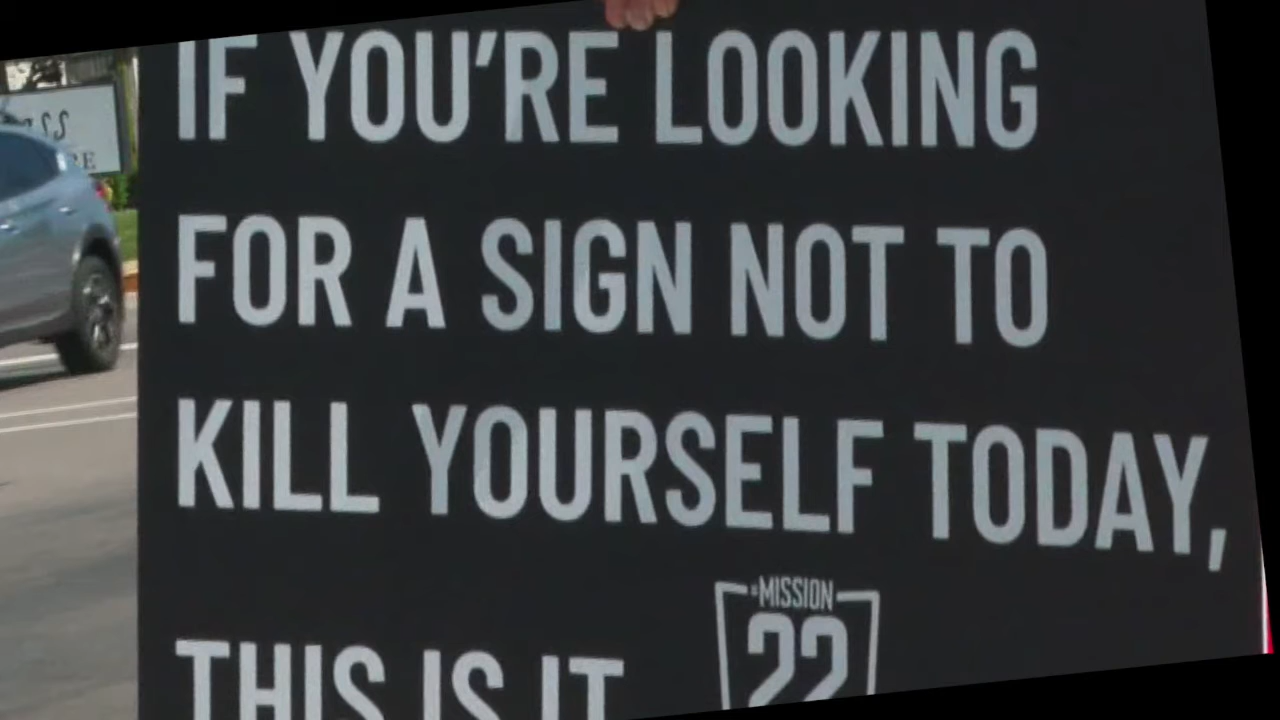 IF YOU'RE LOOKING
FOR A SIGN NOT TO
KILL YOURSELF TODAY,
THIS IS IT
MISSION
22